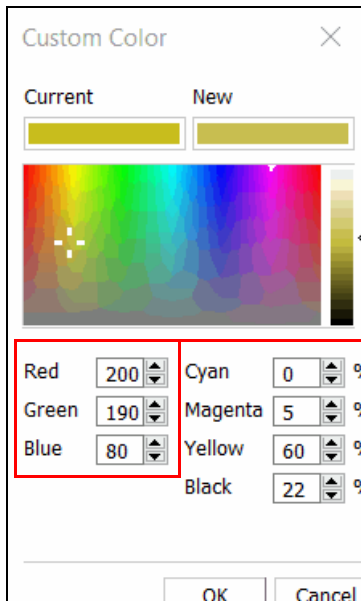 Custom Color
Current New
Red 200 Cyan 0 %
Green 190 Magenta 5 %
Blue 80 Yellow 60 %
Black 22 %
OK Cancel